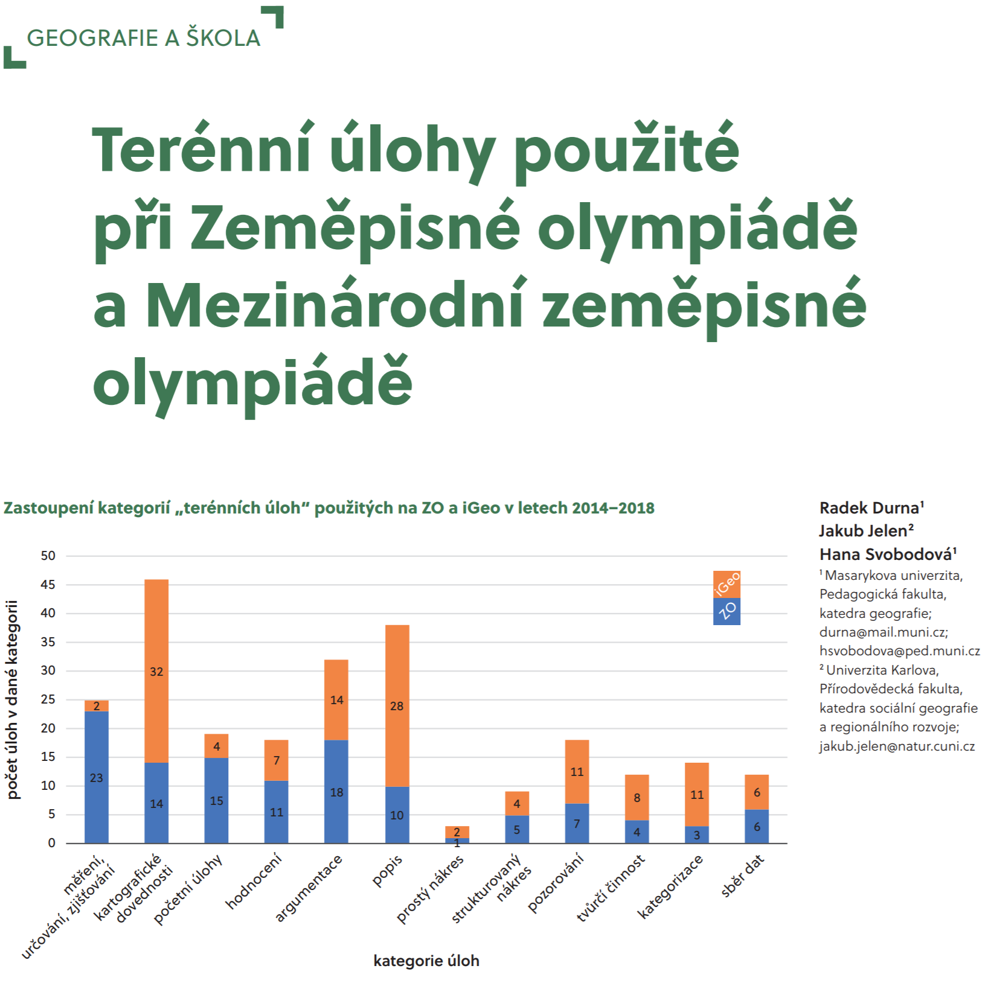 GEOGRAFIE A ŠKOLA
Terénní úlohy použité
při Zeměpisné olympiádě
a Mezinárodní zeměpisné
olympiádě
Zastoupení kategorií „terénních úloh“ použitých na ZO a iGeo v letech 2014–2018
počet úloh v dané kategorii
50
45
40
35
30
25
20
15
10
5
0
iGeo
ZO
2
23
32
14
4
15
7
11
14
18
28
10
2
1
4
5
11
7
8
4
11
3
6
6
měření,
určování, zjišťování
kartografické
dovednosti
početní úlohy
hodnocení
argumentace
popis
prostý nákres
strukturovaný
nákres
pozorování
tvůrčí činnost
kategorizace
sběr dat
kategorie úloh
Radek Durna¹
Jakub Jelen²
Hana Svobodová¹
¹ Masarykova univerzita,
Pedagogická fakulta,
katedra geografie;
durna@mail.muni.cz;
hsvobodova@ped.muni.cz
² Univerzita Karlova,
Přírodovědecká fakulta,
katedra sociální geografie
a regionálního rozvoje;
jakub.jelen@natur.cuni.cz